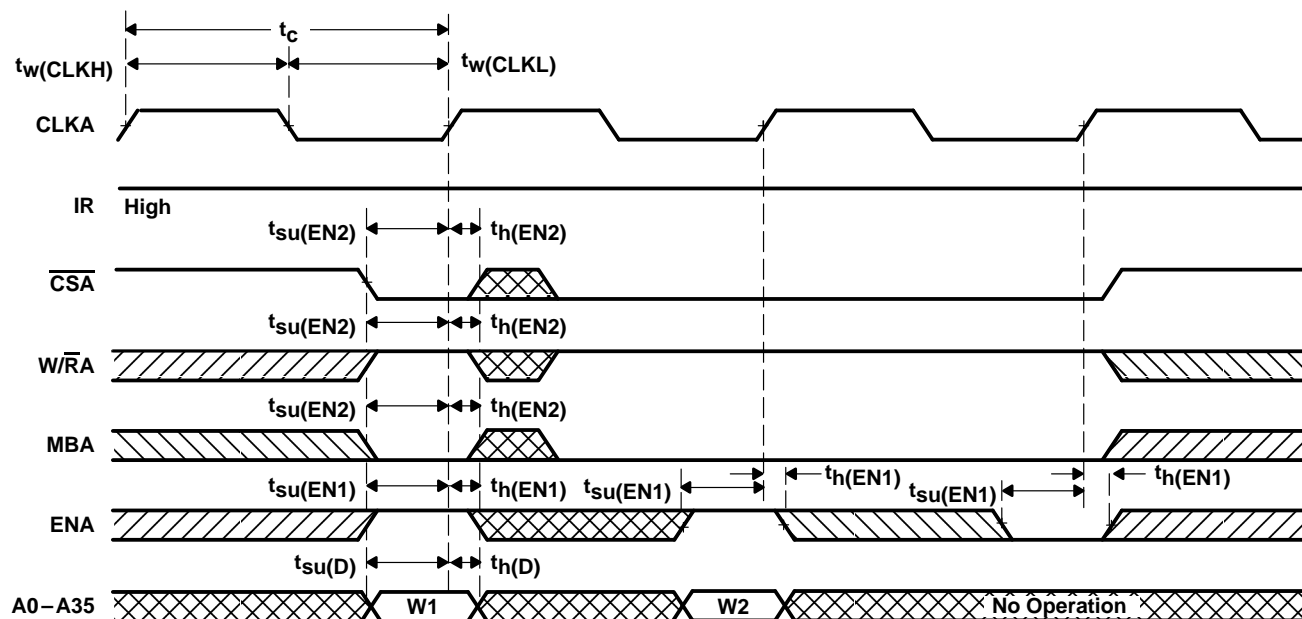 tc
tw(CLKH)
tw(CLKL)
CLKA
IR
High
tsu(EN2)
th(EN2)
CSA
tsu(EN2)
th(EN2)
W/RA
tsu(EN2)
th(EN2)
MBA
tsu(EN1)
th(EN1)
tsu(EN1)
th(EN1)
tsu(EN1)
th(EN1)
ENA
tsu(D)
th(D)
A0–A35
W1
W2
No Operation